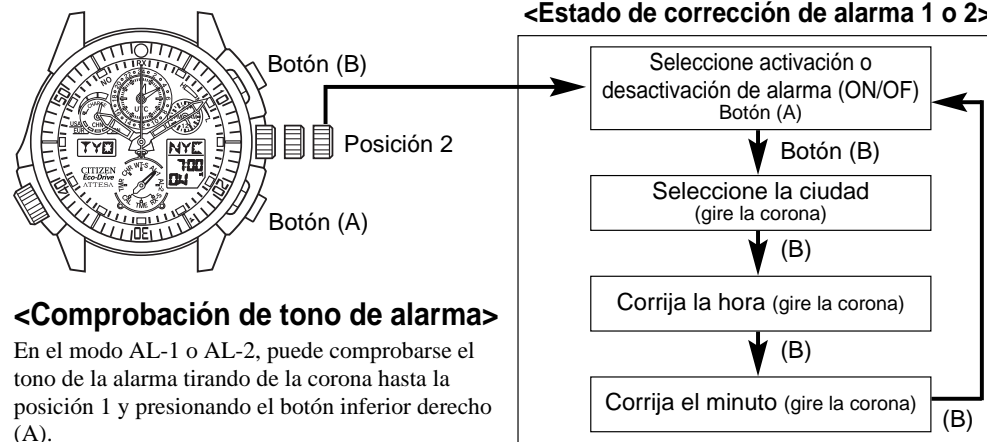 <Estado de corrección de alarma 1 o 2>
Botón (B)
Posición 2
Botón (A)
TYO
NYC
7:00
CITIZEN
Eco-Drive
ATTESA
UTC
Seleccione activación o
desactivación de alarma (ON/OF)
Botón (A)
Botón (B)
Seleccione la ciudad
(gire la corona)
(B)
Corrija la hora (gire la corona)
(B)
Corrija el minuto (gire la corona)
(B)
<Comprobación de tono de alarma>
En el modo AL-1 o AL-2, puede comprobarse el
tono de la alarma tirando de la corona hasta la
posición 1 y presionando el botón inferior derecho
(A).